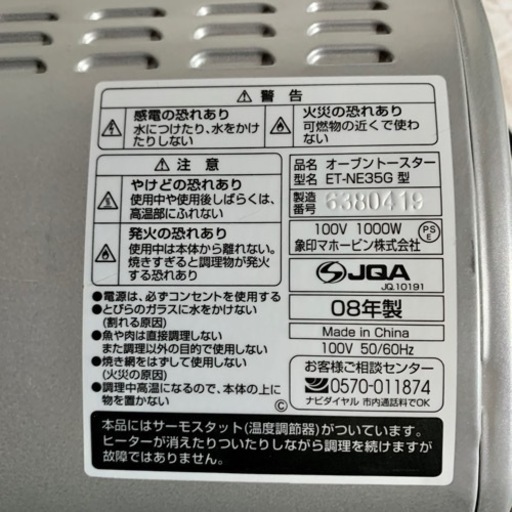 ⚠ 警告
感電の恐れあり
水につけたり、水をかけ
たりしない
火災の恐れあり
可燃物の近くで使わ
ない
⚠ 注意
やけどの恐れあり
使用中や使用後しばらくは、
高温部にふれない
発火の恐れあり
使用中は本体から離れない。
焼きすぎると調理物が発火
する恐れあり
●電源は、必ずコンセントを使用する
●とびらのガラスに水をかけない
(割れる原因)
●魚や肉は直接調理しない
また調理以外の目的で使用しない
●焼き網をはずして使用しない
(火災の原因)
●調理中高温になるので、本体の上に
物を置かない
Ⓒ
品名 オーブントースター
型名 ET-NE35G 型
製造
番号 6380419
100V 1000W
象印マホービン株式会社
PS
E
JQA
JQ.10191
08年製
Made in China
100V 50/60Hz
お客様ご相談センター
0570-011874
ナビダイヤル 市内通話料でOK
本品にはサーモスタット(温度調節器)がついています。
ヒーターが消えたりついたりしながら調理を続けますが
故障ではありません。